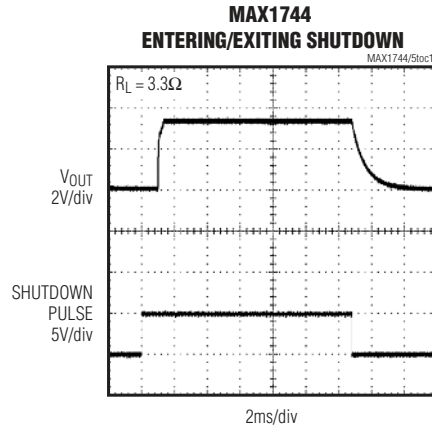 MAX1744
ENTERING/EXITING SHUTDOWN
MAX1744/5toc1
RL = 3.3Ω
VOUT
2V/div
SHUTDOWN
PULSE
5V/div
2ms/div